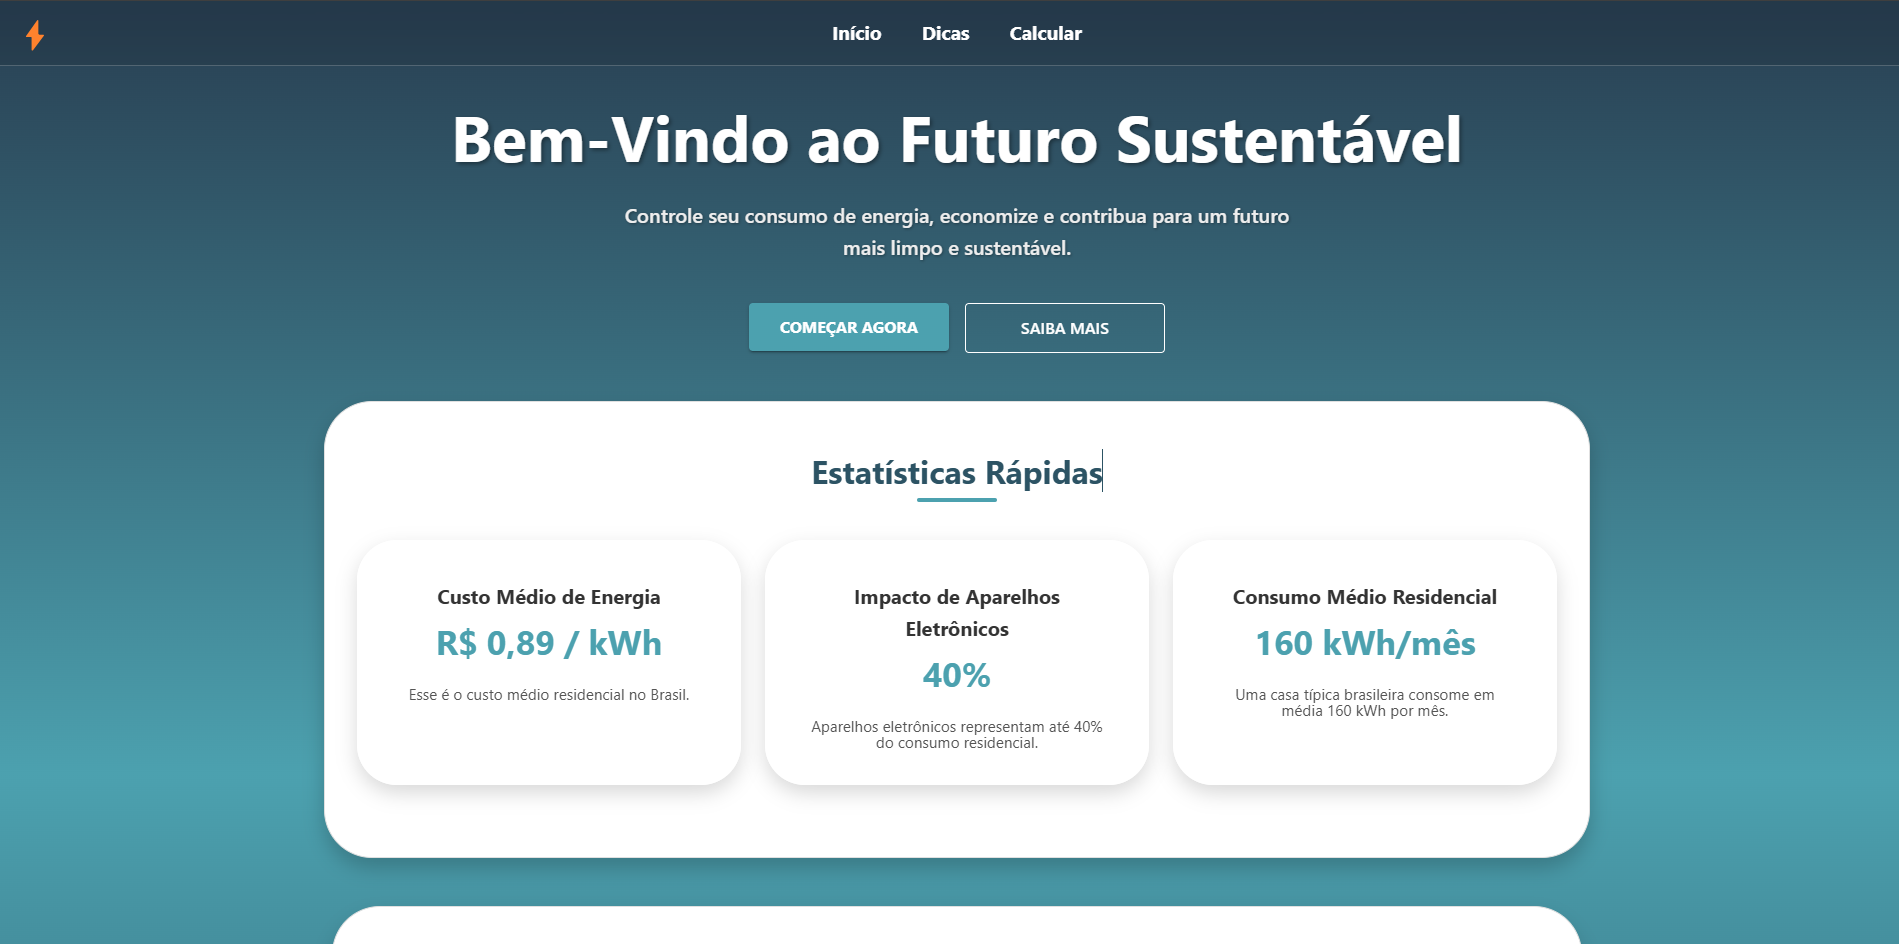 Início
Dicas
Calcular
Bem-Vindo ao Futuro Sustentável
Controle seu consumo de energia, economize e contribua para um futuro
mais limpo e sustentável.
COMEÇAR AGORA
SAIBA MAIS
Estatísticas Rápidas
Custo Médio de Energia
R$ 0,89 / kWh
Esse é o custo médio residencial no Brasil.
Impacto de Aparelhos
Eletrônicos
40%
Aparelhos eletrônicos representam até 40%
do consumo residencial.
Consumo Médio Residencial
160 kWh/mês
Uma casa típica brasileira consome em
média 160 kWh por mês.